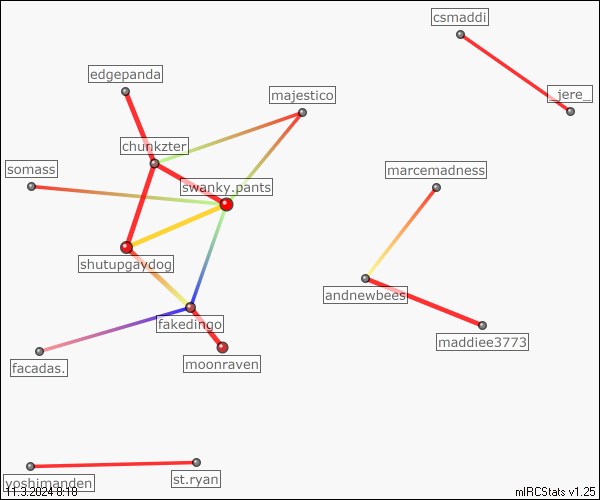 csmaddi
edgepanda
majestico
_jere_
chunkzter
somass
swanky.pants
marcemadness
shutupgaydog
andnewbees
fakedingo
maddiee3773
facadas.
moonraven
yoshimanden
st.ryan
11.3.2024 8:18
mIRCStats v1.25